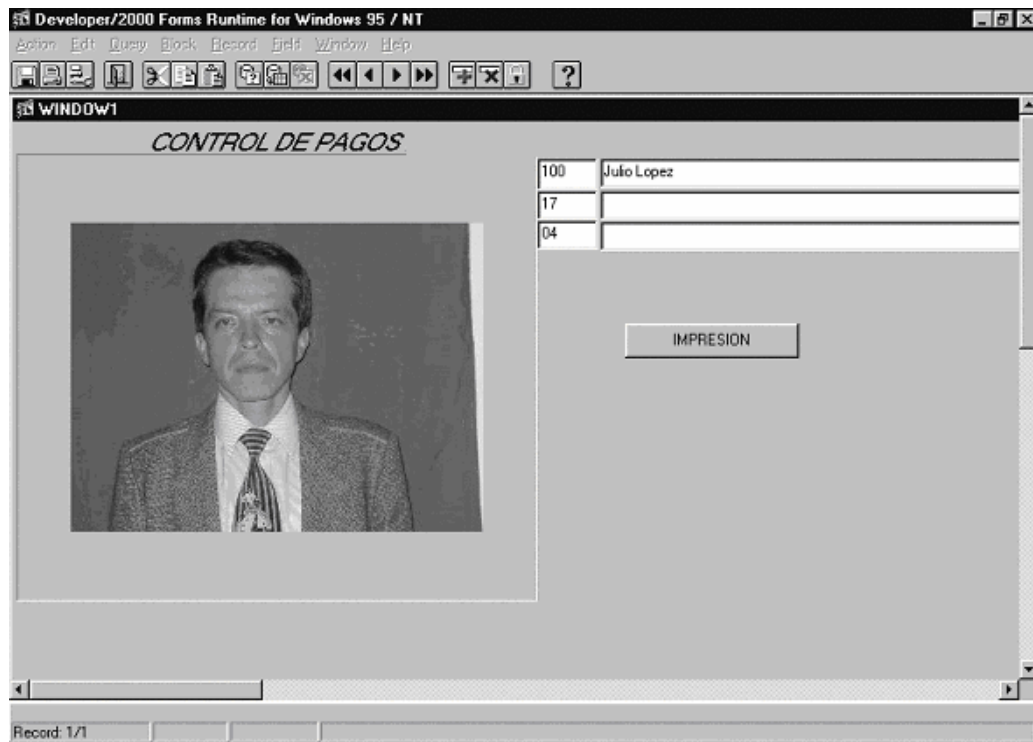 Developer/2000 Forms Runtime for Windows 95 / NT
Action Edit Query Block Record Field Window Help
WINDOW1
CONTROL DE PAGOS
100 Julio Lopez
17
04
IMPRESION
Record: 1/1